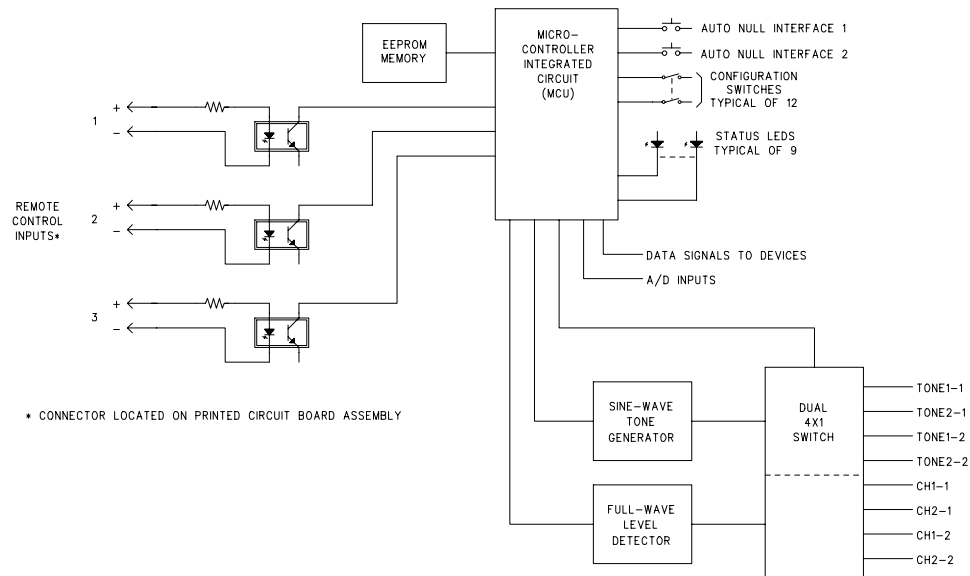 EEPROM
MEMORY
MICRO-
CONTROLLER
INTEGRATED
CIRCUIT
(MCU)
AUTO NULL INTERFACE 1
AUTO NULL INTERFACE 2
CONFIGURATION
SWITCHES
TYPICAL OF 12
STATUS LEDS
TYPICAL OF 9
REMOTE
CONTROL
INPUTS*
1
+
-
2
+
-
3
+
-
DATA SIGNALS TO DEVICES
A/D INPUTS
* CONNECTOR LOCATED ON PRINTED CIRCUIT BOARD ASSEMBLY
SINE-WAVE
TONE
GENERATOR
FULL-WAVE
LEVEL
DETECTOR
DUAL
4X1
SWITCH
TONE1-1
TONE2-1
TONE1-2
TONE2-2
CH1-1
CH2-1
CH1-2
CH2-2